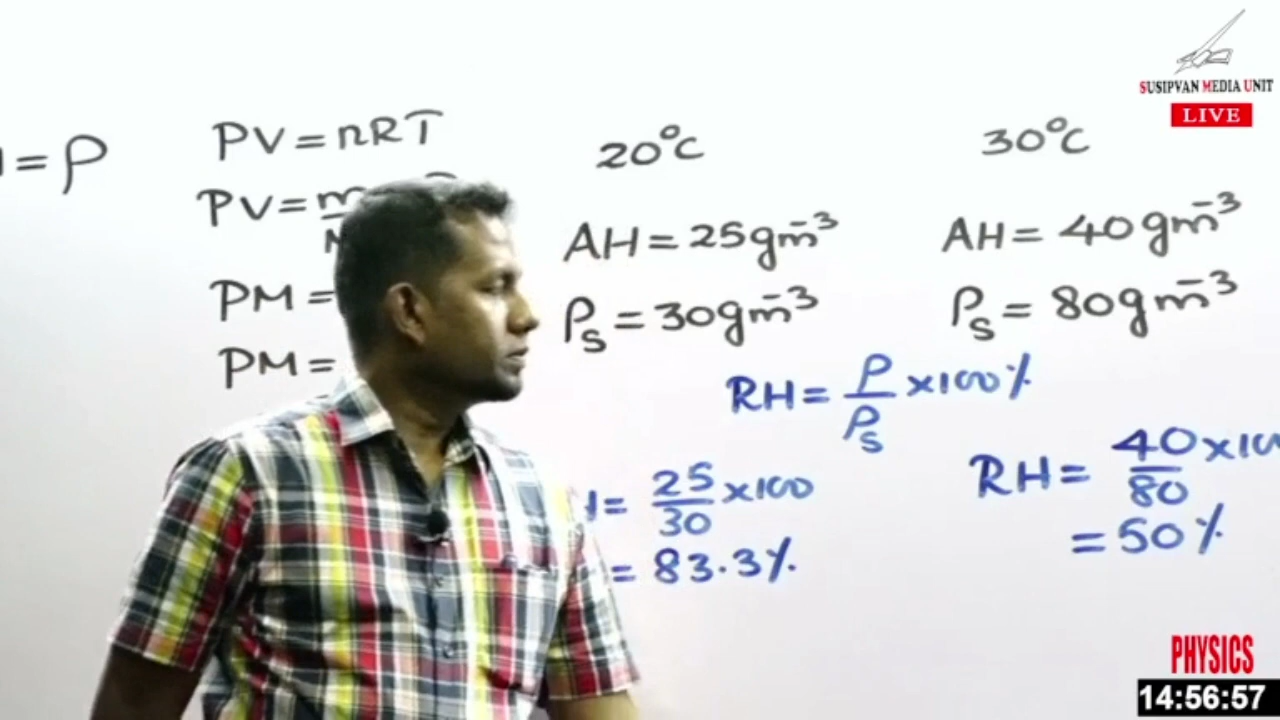 SUSIPVAN MEDIA UNIT
LIVE
= ρ
PV = nRT
PV = m
PM =
PM =
20°C
AH = 25gm⁻³
ρₛ = 30gm⁻³
30°C
AH = 40gm⁻³
ρₛ = 80gm⁻³
RH = ρ/ρₛ ×100%
= 25/30 ×100
= 83.3%
RH = 40/80 ×100
= 50%
PHYSICS
14:56:57